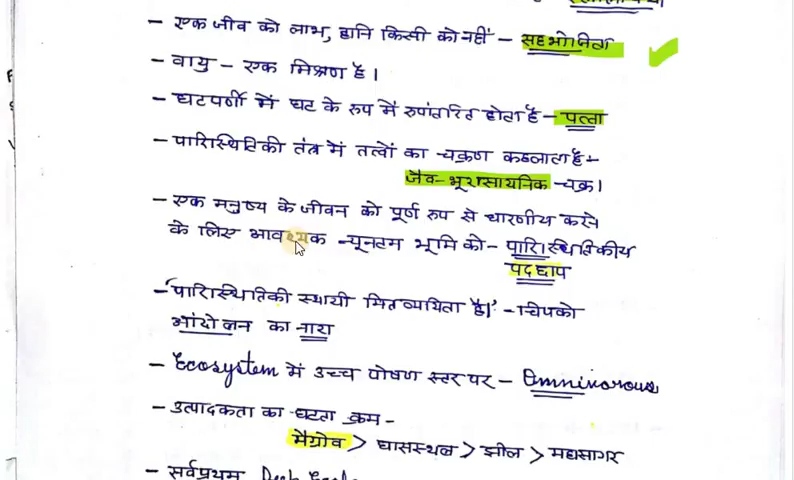 - एक जीव को लाभ, हानि किसी को नहीं - सहभोजिता
- वायु - एक मिश्रण है।
- घटपर्णी में घट के रुप में रुपांतरित होता है - पत्ता
- पारिस्थितिकी तंत्र में तत्वों का चक्रण कहलाता है -
जैव-भूरासायनिक चक्र।
- एक मनुष्य के जीवन को पूर्ण रुप से धारणीय करने
के लिए आवश्यक न्यूनतम भूमि को - पारिस्थितिकीय
पदछाप
- 'पारिस्थितिकी स्थायी मितव्ययिता है।' - चिपको
आंदोलन का नारा
- Ecosystem में उच्च पोषण स्तर पर - Omnivorous
- उत्पादकता का घटता क्रम -
मैंग्रोव > घासस्थल > झील > महासागर
- सर्वप्रथम Deep